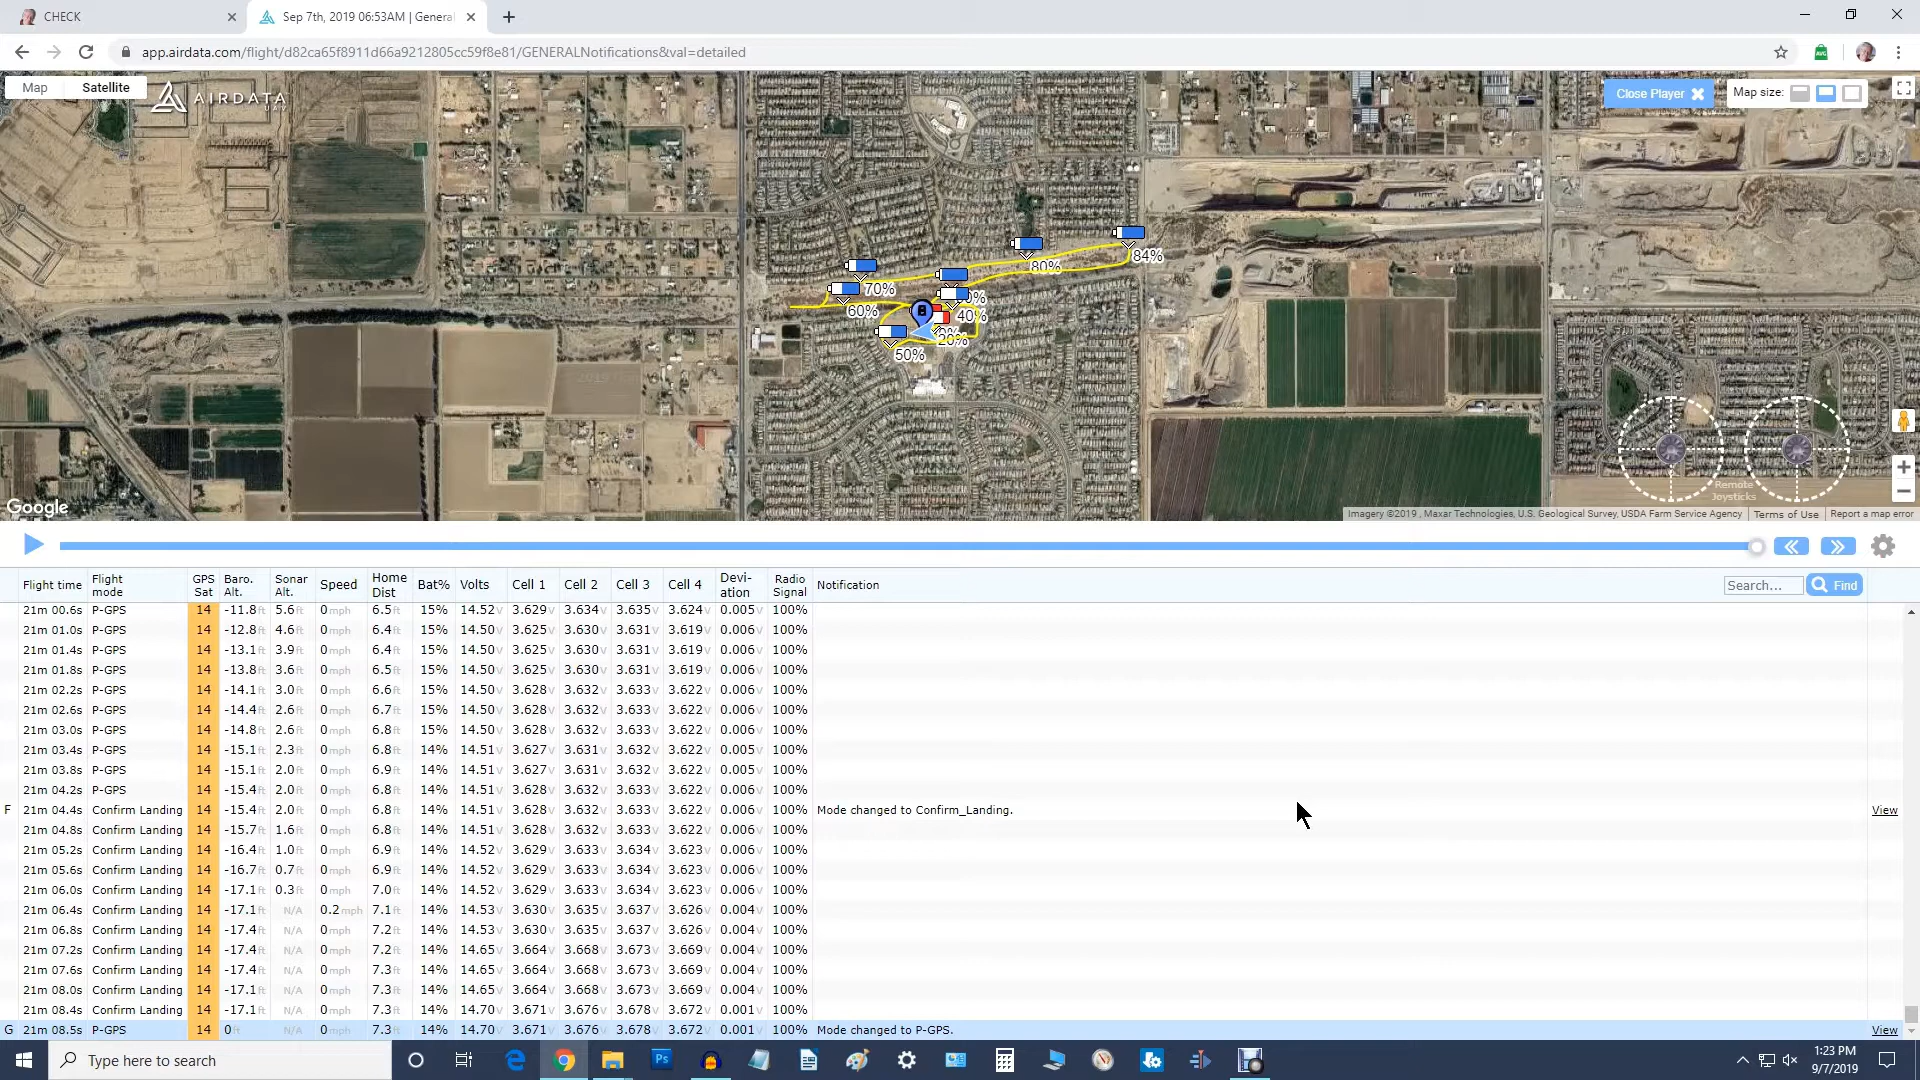 CHECK
Sep 7th, 2019 06:53AM | General
app.airdata.com/flight/d82ca65f8911d66a9212805cc59f8e81/GENERALNotifications&val=detailed
Map Satellite AIRDATA UAV
Close Player Map size:
84%
80%
70%
60%
40%
20%
50%
Remote Joysticks
Google
Imagery ©2019 , Maxar Technologies, U.S. Geological Survey, USDA Farm Service Agency Terms of Use Report a map error
Flight time Flight mode GPS Sat Baro. Alt. Sonar Alt. Speed Home Dist Bat% Volts Cell 1 Cell 2 Cell 3 Cell 4 Devi-ation Radio Signal Notification Search... Find
21m 00.6s P-GPS 14 -11.8ft 5.6ft 0mph 6.5ft 15% 14.52v 3.629v 3.634v 3.635v 3.624v 0.005v 100%
21m 01.0s P-GPS 14 -12.8ft 4.6ft 0mph 6.4ft 15% 14.50v 3.625v 3.630v 3.631v 3.619v 0.006v 100%
21m 01.4s P-GPS 14 -13.1ft 3.9ft 0mph 6.4ft 15% 14.50v 3.625v 3.630v 3.631v 3.619v 0.006v 100%
21m 01.8s P-GPS 14 -13.8ft 3.6ft 0mph 6.5ft 15% 14.50v 3.625v 3.630v 3.631v 3.619v 0.006v 100%
21m 02.2s P-GPS 14 -14.1ft 3.0ft 0mph 6.6ft 15% 14.50v 3.628v 3.632v 3.633v 3.622v 0.006v 100%
21m 02.6s P-GPS 14 -14.4ft 2.6ft 0mph 6.7ft 15% 14.50v 3.628v 3.632v 3.633v 3.622v 0.006v 100%
21m 03.0s P-GPS 14 -14.8ft 2.6ft 0mph 6.8ft 15% 14.50v 3.628v 3.632v 3.633v 3.622v 0.006v 100%
21m 03.4s P-GPS 14 -15.1ft 2.3ft 0mph 6.8ft 14% 14.51v 3.627v 3.631v 3.632v 3.622v 0.005v 100%
21m 03.8s P-GPS 14 -15.1ft 2.0ft 0mph 6.9ft 14% 14.51v 3.627v 3.631v 3.632v 3.622v 0.005v 100%
21m 04.2s P-GPS 14 -15.4ft 2.0ft 0mph 6.8ft 14% 14.51v 3.628v 3.632v 3.633v 3.622v 0.006v 100%
F 21m 04.4s Confirm Landing 14 -15.4ft 2.0ft 0mph 6.8ft 14% 14.51v 3.628v 3.632v 3.633v 3.622v 0.006v 100% Mode changed to Confirm_Landing. View
21m 04.8s Confirm Landing 14 -15.7ft 1.6ft 0mph 6.8ft 14% 14.51v 3.628v 3.632v 3.633v 3.622v 0.006v 100%
21m 05.2s Confirm Landing 14 -16.4ft 1.0ft 0mph 6.9ft 14% 14.52v 3.629v 3.633v 3.634v 3.623v 0.006v 100%
21m 05.6s Confirm Landing 14 -16.7ft 0.7ft 0mph 6.9ft 14% 14.52v 3.629v 3.633v 3.634v 3.623v 0.006v 100%
21m 06.0s Confirm Landing 14 -17.1ft 0.3ft 0mph 7.0ft 14% 14.52v 3.629v 3.633v 3.634v 3.623v 0.006v 100%
21m 06.4s Confirm Landing 14 -17.1ft N/A 0.2mph 7.1ft 14% 14.53v 3.630v 3.635v 3.637v 3.626v 0.004v 100%
21m 06.8s Confirm Landing 14 -17.4ft N/A 0mph 7.2ft 14% 14.53v 3.630v 3.635v 3.637v 3.626v 0.004v 100%
21m 07.2s Confirm Landing 14 -17.4ft N/A 0mph 7.2ft 14% 14.65v 3.664v 3.668v 3.673v 3.669v 0.004v 100%
21m 07.6s Confirm Landing 14 -17.4ft N/A 0mph 7.3ft 14% 14.65v 3.664v 3.668v 3.673v 3.669v 0.004v 100%
21m 08.0s Confirm Landing 14 -17.1ft N/A 0mph 7.3ft 14% 14.65v 3.664v 3.668v 3.673v 3.669v 0.004v 100%
21m 08.4s Confirm Landing 14 -17.1ft N/A 0mph 7.3ft 14% 14.70v 3.671v 3.676v 3.678v 3.672v 0.001v 100%
G 21m 08.5s P-GPS 14 0ft N/A 0mph 7.3ft 14% 14.70v 3.671v 3.676v 3.678v 3.672v 0.001v 100% Mode changed to P-GPS. View
Type here to search
Ps
1:23 PM
9/7/2019